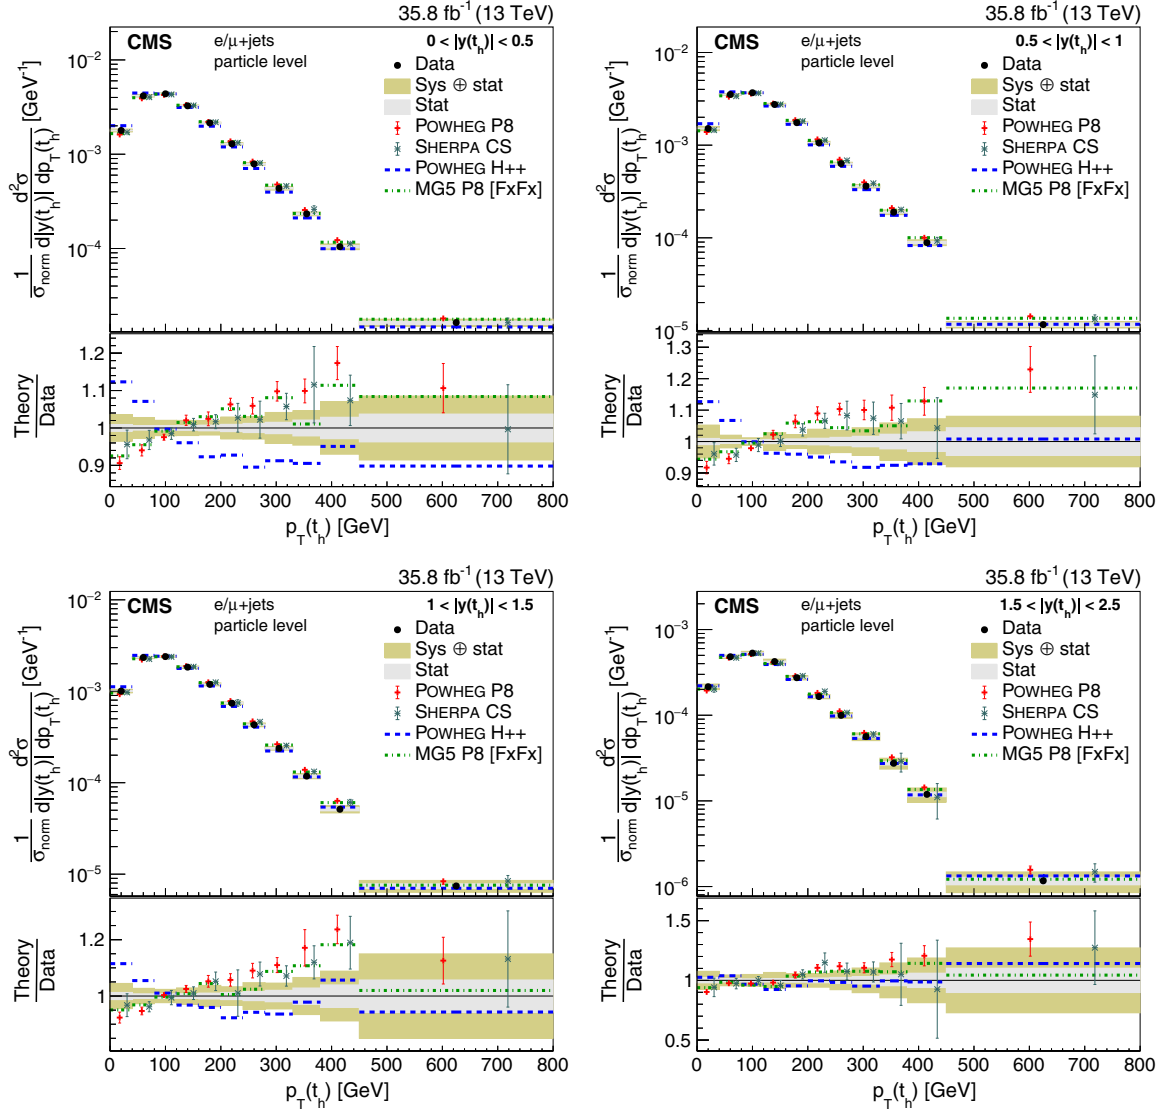 35.8 fb⁻¹ (13 TeV)
CMS
e/μ+jets
particle level
0 < |y(t_h)| < 0.5
Data
Sys ⊕ stat
Stat
POWHEG P8
SHERPA CS
POWHEG H++
MG5 P8 [FxFx]
1/σ_norm d²σ/d|y(t_h)| dp_T(t_h) [GeV⁻¹]
10⁻²
10⁻³
10⁻⁴
Theory/Data
1.2
1.1
1
0.9
0 100 200 300 400 500 600 700 800
p_T(t_h) [GeV]
35.8 fb⁻¹ (13 TeV)
CMS
e/μ+jets
particle level
0.5 < |y(t_h)| < 1
Data
Sys ⊕ stat
Stat
POWHEG P8
SHERPA CS
POWHEG H++
MG5 P8 [FxFx]
1/σ_norm d²σ/d|y(t_h)| dp_T(t_h) [GeV⁻¹]
10⁻²
10⁻³
10⁻⁴
10⁻⁵
Theory/Data
1.3
1.2
1.1
1
0.9
0 100 200 300 400 500 600 700 800
p_T(t_h) [GeV]
35.8 fb⁻¹ (13 TeV)
CMS
e/μ+jets
particle level
1 < |y(t_h)| < 1.5
Data
Sys ⊕ stat
Stat
POWHEG P8
SHERPA CS
POWHEG H++
MG5 P8 [FxFx]
1/σ_norm d²σ/d|y(t_h)| dp_T(t_h) [GeV⁻¹]
10⁻²
10⁻³
10⁻⁴
10⁻⁵
Theory/Data
1.2
1
0 100 200 300 400 500 600 700 800
p_T(t_h) [GeV]
35.8 fb⁻¹ (13 TeV)
CMS
e/μ+jets
particle level
1.5 < |y(t_h)| < 2.5
Data
Sys ⊕ stat
Stat
POWHEG P8
SHERPA CS
POWHEG H++
MG5 P8 [FxFx]
1/σ_norm d²σ/d|y(t_h)| dp_T(t_h) [GeV⁻¹]
10⁻³
10⁻⁴
10⁻⁵
10⁻⁶
Theory/Data
1.5
1
0.5
0 100 200 300 400 500 600 700 800
p_T(t_h) [GeV]